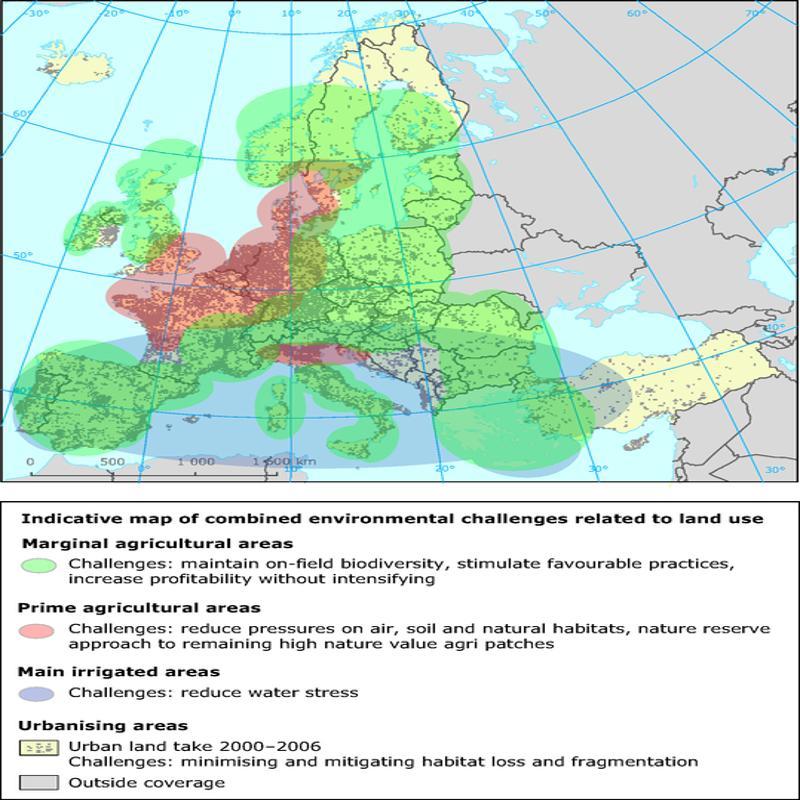 -30° -20° -10° 0° 10° 20° 30° 50° 60° 70°
60°
50°
40°
40°
0 500 1 000 1 500 km
0° 10° 20° 30° 30°
Indicative map of combined environmental challenges related to land use
Marginal agricultural areas
Challenges: maintain on-field biodiversity, stimulate favourable practices,
increase profitability without intensifying
Prime agricultural areas
Challenges: reduce pressures on air, soil and natural habitats, nature reserve
approach to remaining high nature value agri patches
Main irrigated areas
Challenges: reduce water stress
Urbanising areas
Urban land take 2000–2006
Challenges: minimising and mitigating habitat loss and fragmentation
Outside coverage